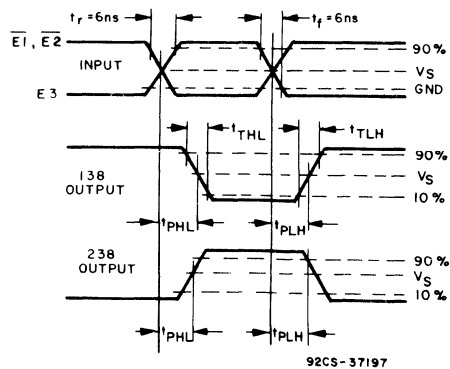 tr = 6ns
tf = 6ns
E1, E2
INPUT
E3
90%
VS
GND
tTHL
tTLH
138
OUTPUT
90%
VS
10%
tPHL
tPLH
238
OUTPUT
90%
VS
10%
tPHL
tPLH
92CS-37197